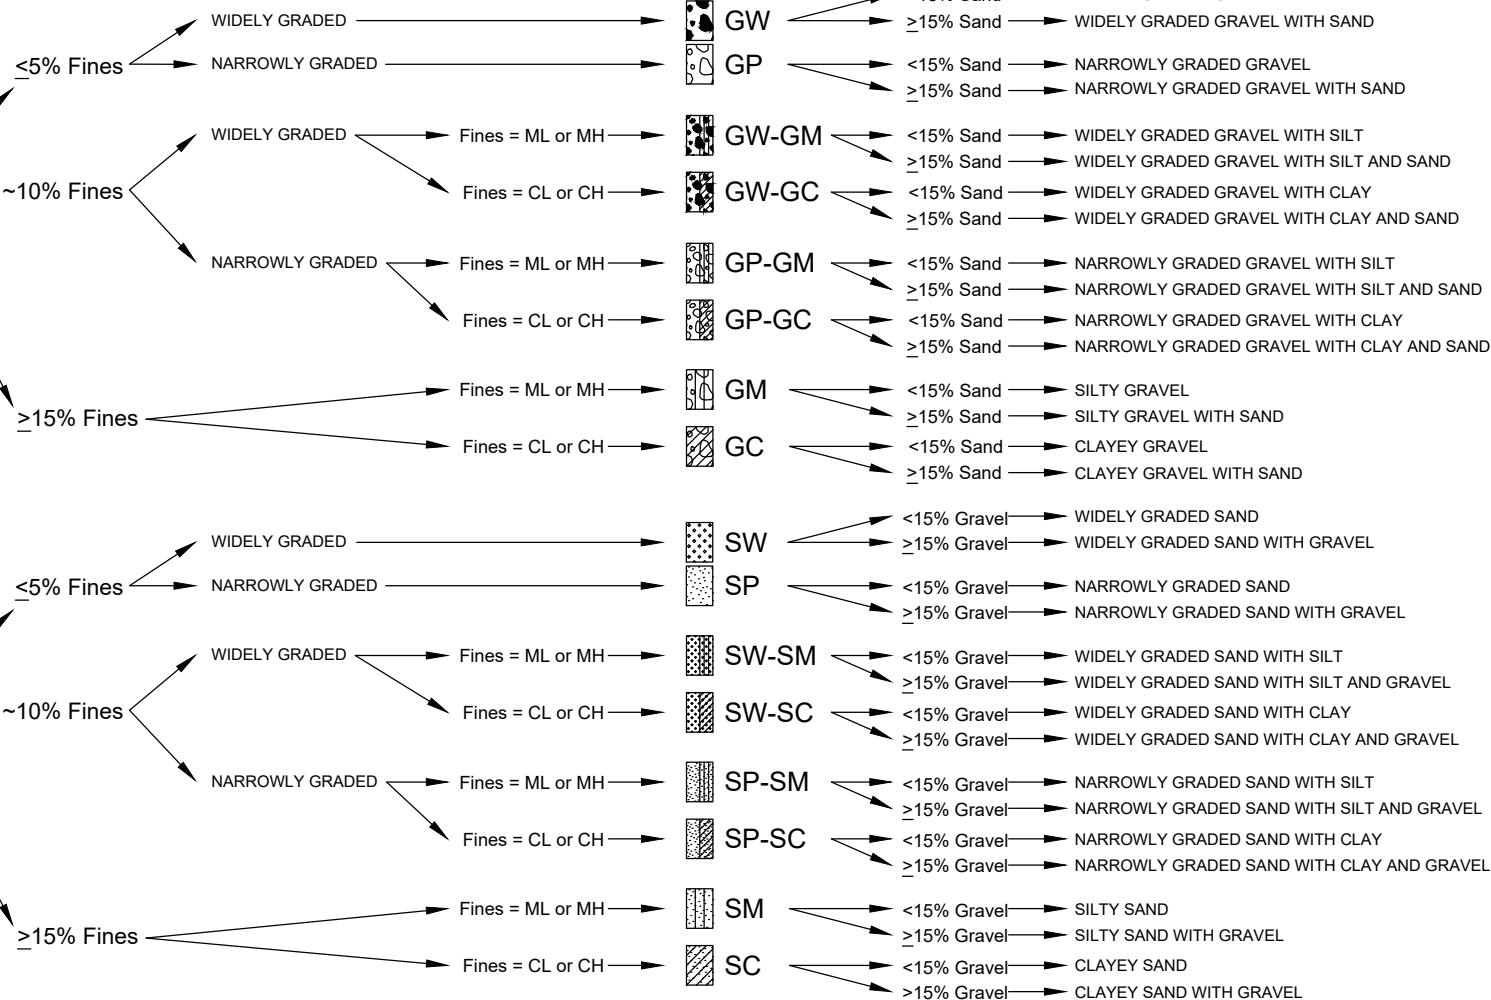 WIDELY GRADED GW ≥15% Sand WIDELY GRADED GRAVEL WITH SAND
≤5% Fines
NARROWLY GRADED GP <15% Sand NARROWLY GRADED GRAVEL
≥15% Sand NARROWLY GRADED GRAVEL WITH SAND
WIDELY GRADED Fines = ML or MH GW-GM <15% Sand WIDELY GRADED GRAVEL WITH SILT
≥15% Sand WIDELY GRADED GRAVEL WITH SILT AND SAND
~10% Fines Fines = CL or CH GW-GC <15% Sand WIDELY GRADED GRAVEL WITH CLAY
≥15% Sand WIDELY GRADED GRAVEL WITH CLAY AND SAND
NARROWLY GRADED Fines = ML or MH GP-GM <15% Sand NARROWLY GRADED GRAVEL WITH SILT
≥15% Sand NARROWLY GRADED GRAVEL WITH SILT AND SAND
Fines = CL or CH GP-GC <15% Sand NARROWLY GRADED GRAVEL WITH CLAY
≥15% Sand NARROWLY GRADED GRAVEL WITH CLAY AND SAND
Fines = ML or MH GM <15% Sand SILTY GRAVEL
≥15% Fines ≥15% Sand SILTY GRAVEL WITH SAND
Fines = CL or CH GC <15% Sand CLAYEY GRAVEL
≥15% Sand CLAYEY GRAVEL WITH SAND
<15% Gravel WIDELY GRADED SAND
WIDELY GRADED SW ≥15% Gravel WIDELY GRADED SAND WITH GRAVEL
≤5% Fines NARROWLY GRADED SP <15% Gravel NARROWLY GRADED SAND
≥15% Gravel NARROWLY GRADED SAND WITH GRAVEL
WIDELY GRADED Fines = ML or MH SW-SM <15% Gravel WIDELY GRADED SAND WITH SILT
≥15% Gravel WIDELY GRADED SAND WITH SILT AND GRAVEL
~10% Fines Fines = CL or CH SW-SC <15% Gravel WIDELY GRADED SAND WITH CLAY
≥15% Gravel WIDELY GRADED SAND WITH CLAY AND GRAVEL
NARROWLY GRADED Fines = ML or MH SP-SM <15% Gravel NARROWLY GRADED SAND WITH SILT
≥15% Gravel NARROWLY GRADED SAND WITH SILT AND GRAVEL
Fines = CL or CH SP-SC <15% Gravel NARROWLY GRADED SAND WITH CLAY
≥15% Gravel NARROWLY GRADED SAND WITH CLAY AND GRAVEL
Fines = ML or MH SM <15% Gravel SILTY SAND
≥15% Fines ≥15% Gravel SILTY SAND WITH GRAVEL
Fines = CL or CH SC <15% Gravel CLAYEY SAND
>15% Gravel CLAYEY SAND WITH GRAVEL